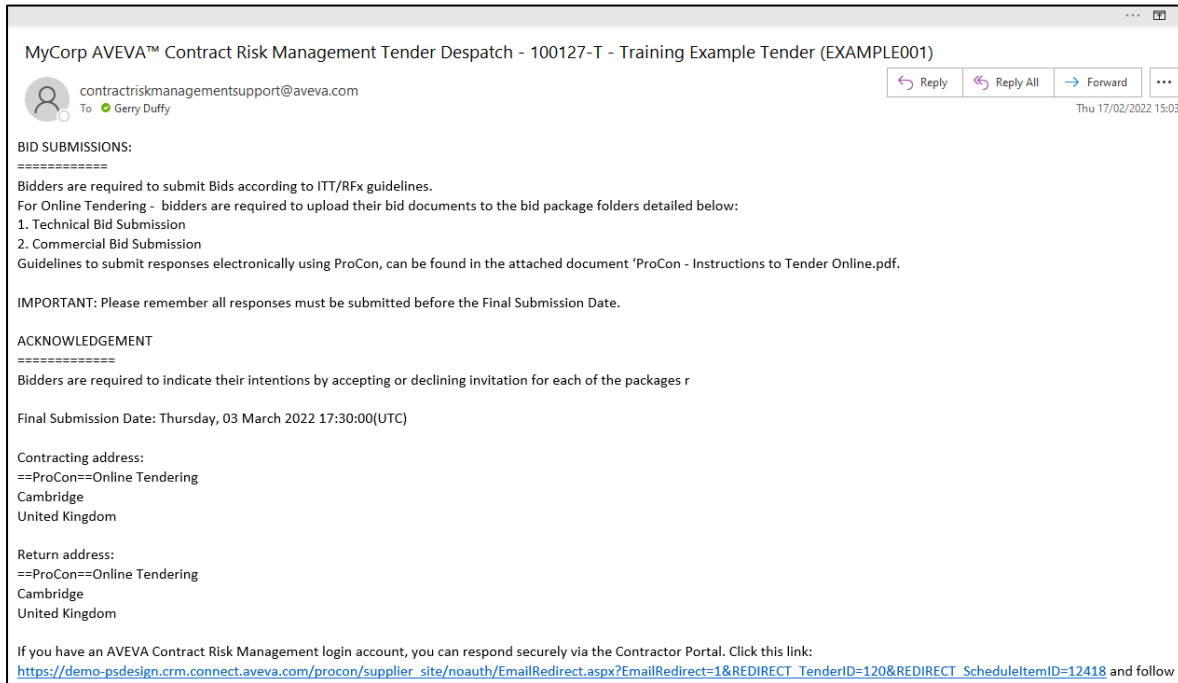 MyCorp AVEVA™ Contract Risk Management Tender Despatch - 100127-T - Training Example Tender (EXAMPLE001)
contractriskmanagementsupport@aveva.com
To Gerry Duffy
Reply Reply All Forward ...
Thu 17/02/2022 15:03
BID SUBMISSIONS:
============
Bidders are required to submit Bids according to ITT/RFx guidelines.
For Online Tendering - bidders are required to upload their bid documents to the bid package folders detailed below:
1. Technical Bid Submission
2. Commercial Bid Submission
Guidelines to submit responses electronically using ProCon, can be found in the attached document ‘ProCon - Instructions to Tender Online.pdf.
IMPORTANT: Please remember all responses must be submitted before the Final Submission Date.
ACKNOWLEDGEMENT
=============
Bidders are required to indicate their intentions by accepting or declining invitation for each of the packages r
Final Submission Date: Thursday, 03 March 2022 17:30:00(UTC)
Contracting address:
==ProCon==Online Tendering
Cambridge
United Kingdom
Return address:
==ProCon==Online Tendering
Cambridge
United Kingdom
If you have an AVEVA Contract Risk Management login account, you can respond securely via the Contractor Portal. Click this link:
https://demo-psdesign.crm.connect.aveva.com/procon/supplier_site/noauth/EmailRedirect.aspx?EmailRedirect=1&REDIRECT_TenderID=120&REDIRECT_ScheduleItemID=12418 and follow